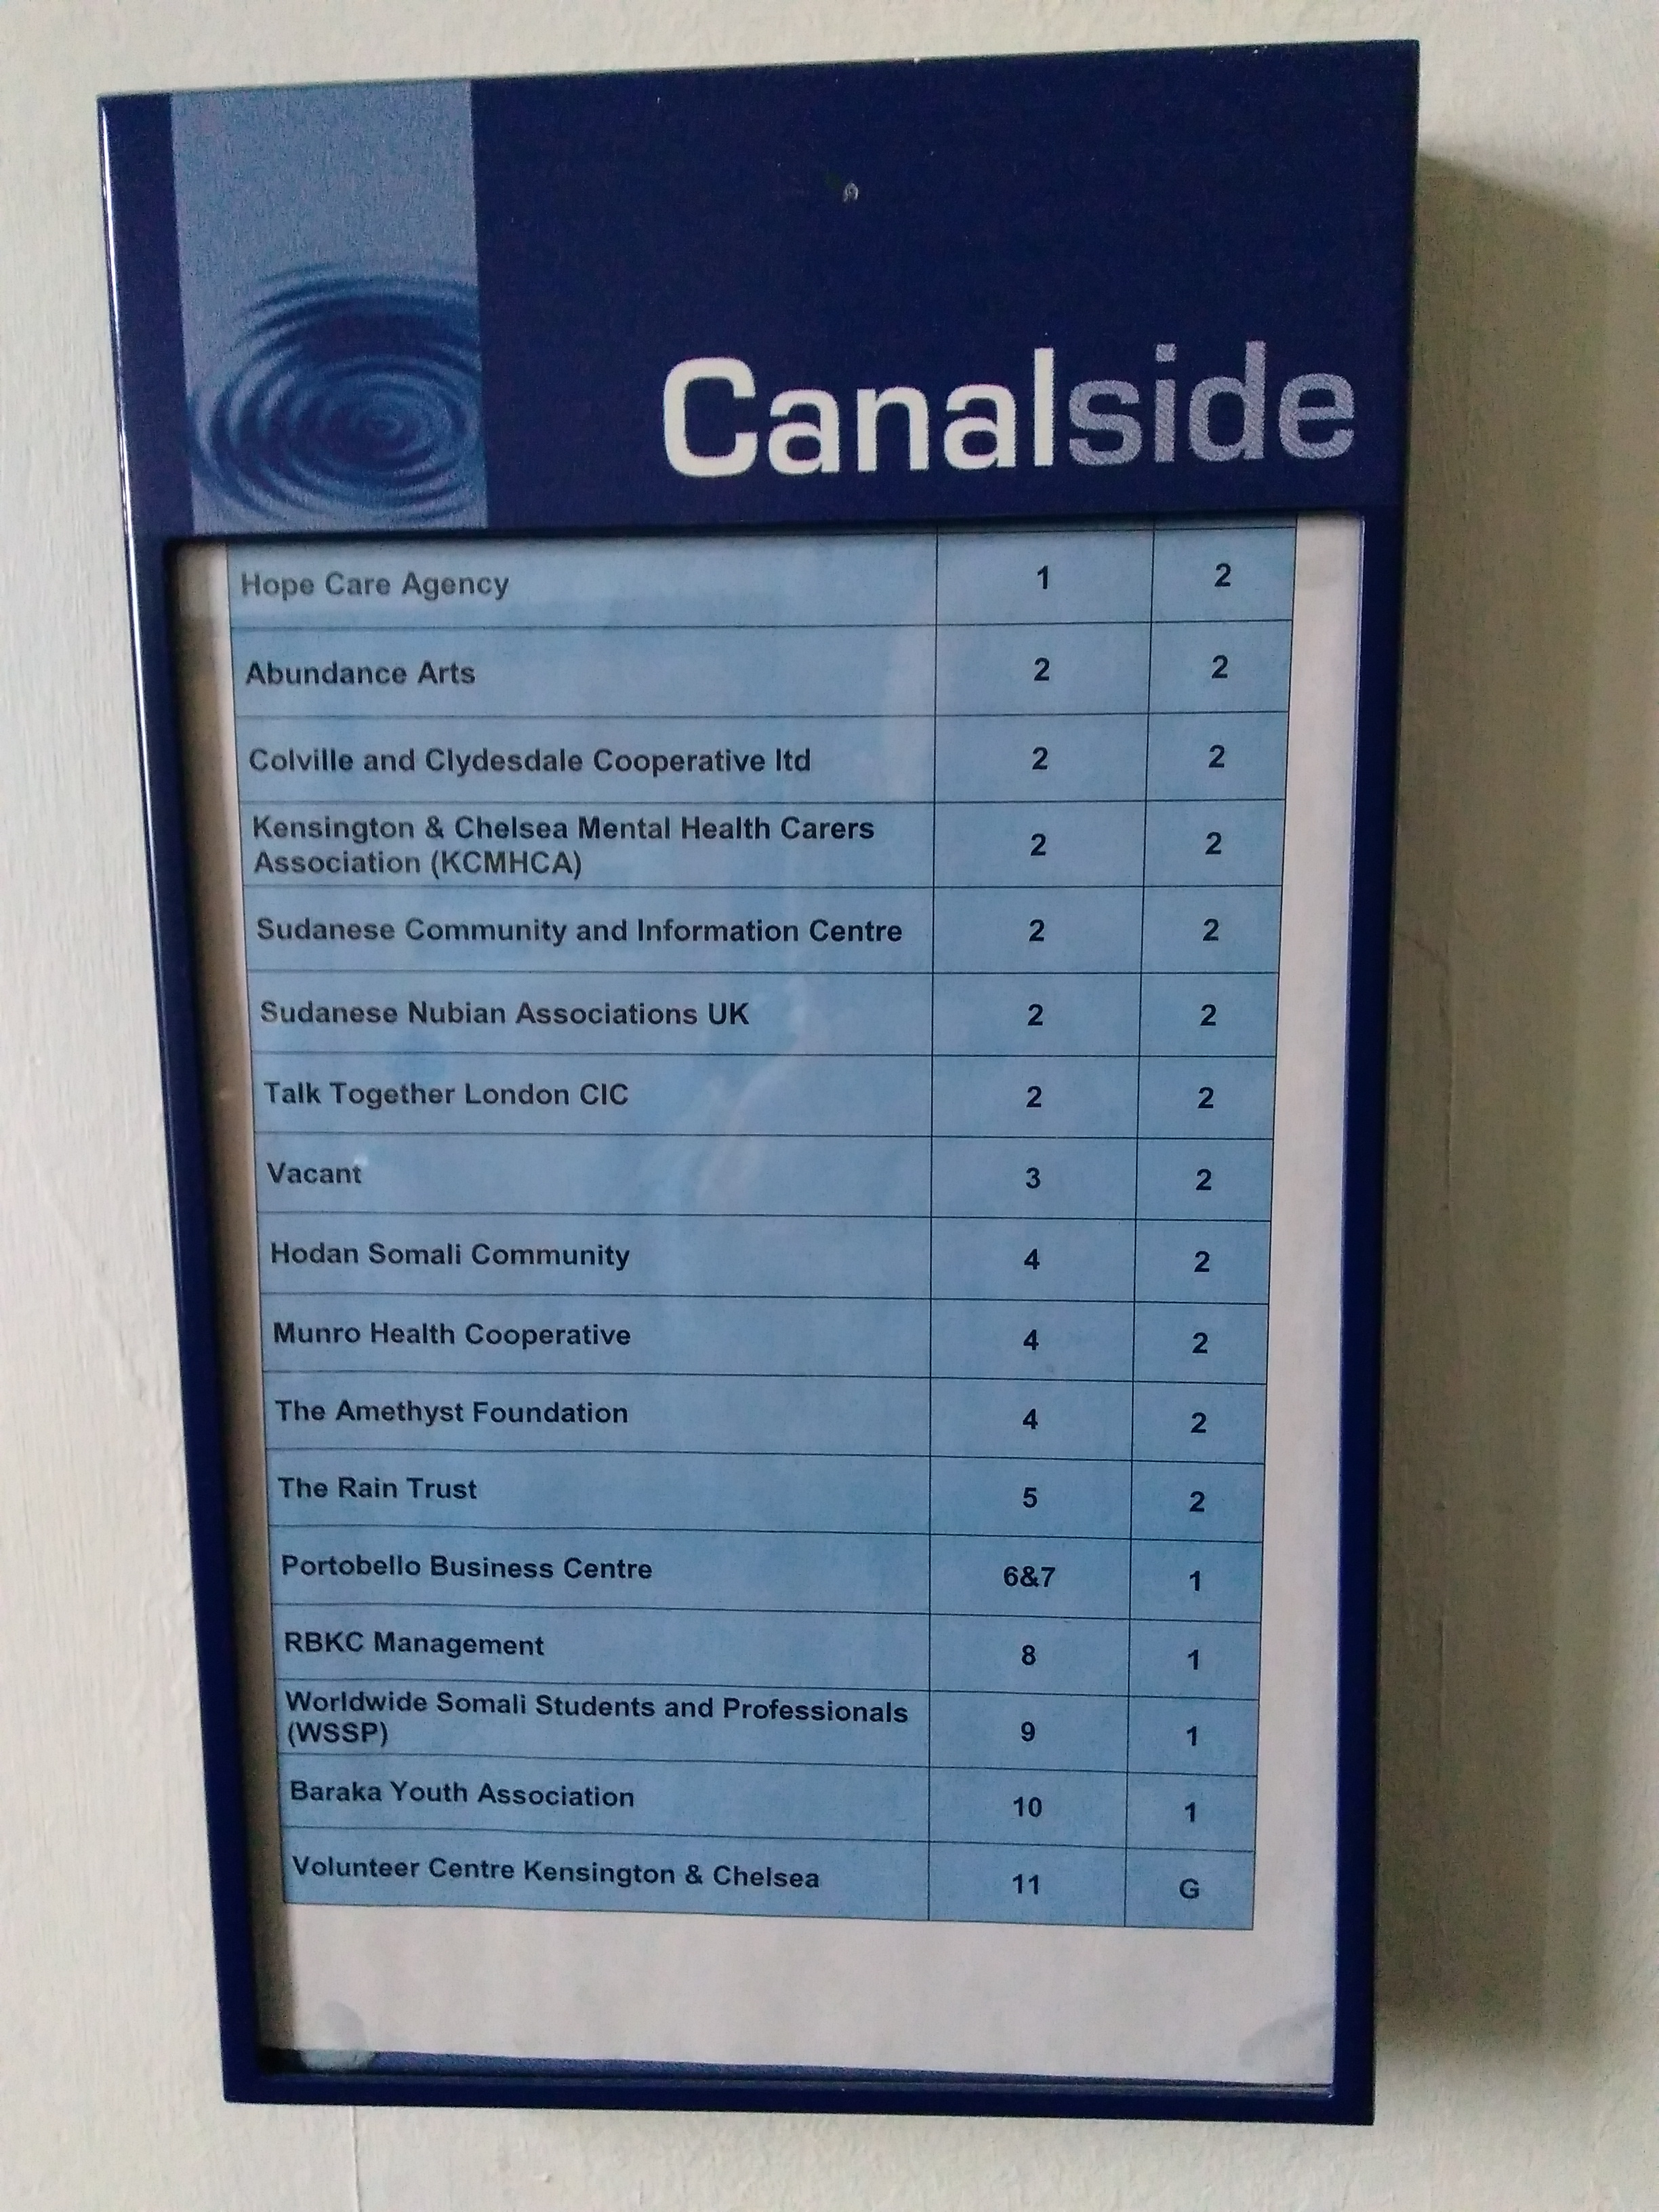 Canalside
Hope Care Agency 1 2
Abundance Arts 2 2
Colville and Clydesdale Cooperative ltd 2 2
Kensington & Chelsea Mental Health Carers
Association (KCMHCA) 2 2
Sudanese Community and Information Centre 2 2
Sudanese Nubian Associations UK 2 2
Talk Together London CIC 2 2
Vacant 3 2
Hodan Somali Community 4 2
Munro Health Cooperative 4 2
The Amethyst Foundation 4 2
The Rain Trust 5 2
Portobello Business Centre 6&7 1
RBKC Management 8 1
Worldwide Somali Students and Professionals
(WSSP) 9 1
Baraka Youth Association 10 1
Volunteer Centre Kensington & Chelsea 11 G